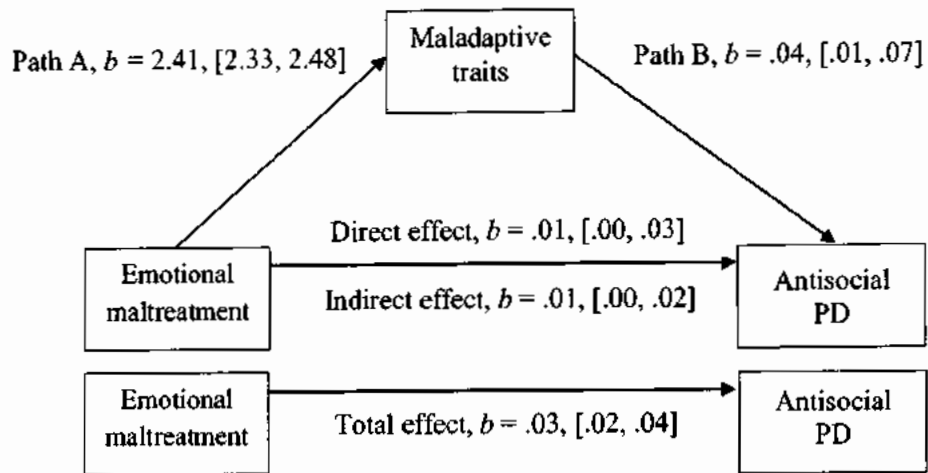 Maladaptive
traits
Path A, b = 2.41, [2.33, 2.48]
Path B, b = .04, [.01, .07]
Direct effect, b = .01, [.00, .03]
Emotional
maltreatment
Indirect effect, b = .01, [.00, .02]
Antisocial
PD
Emotional
maltreatment
Total effect, b = .03, [.02, .04]
Antisocial
PD